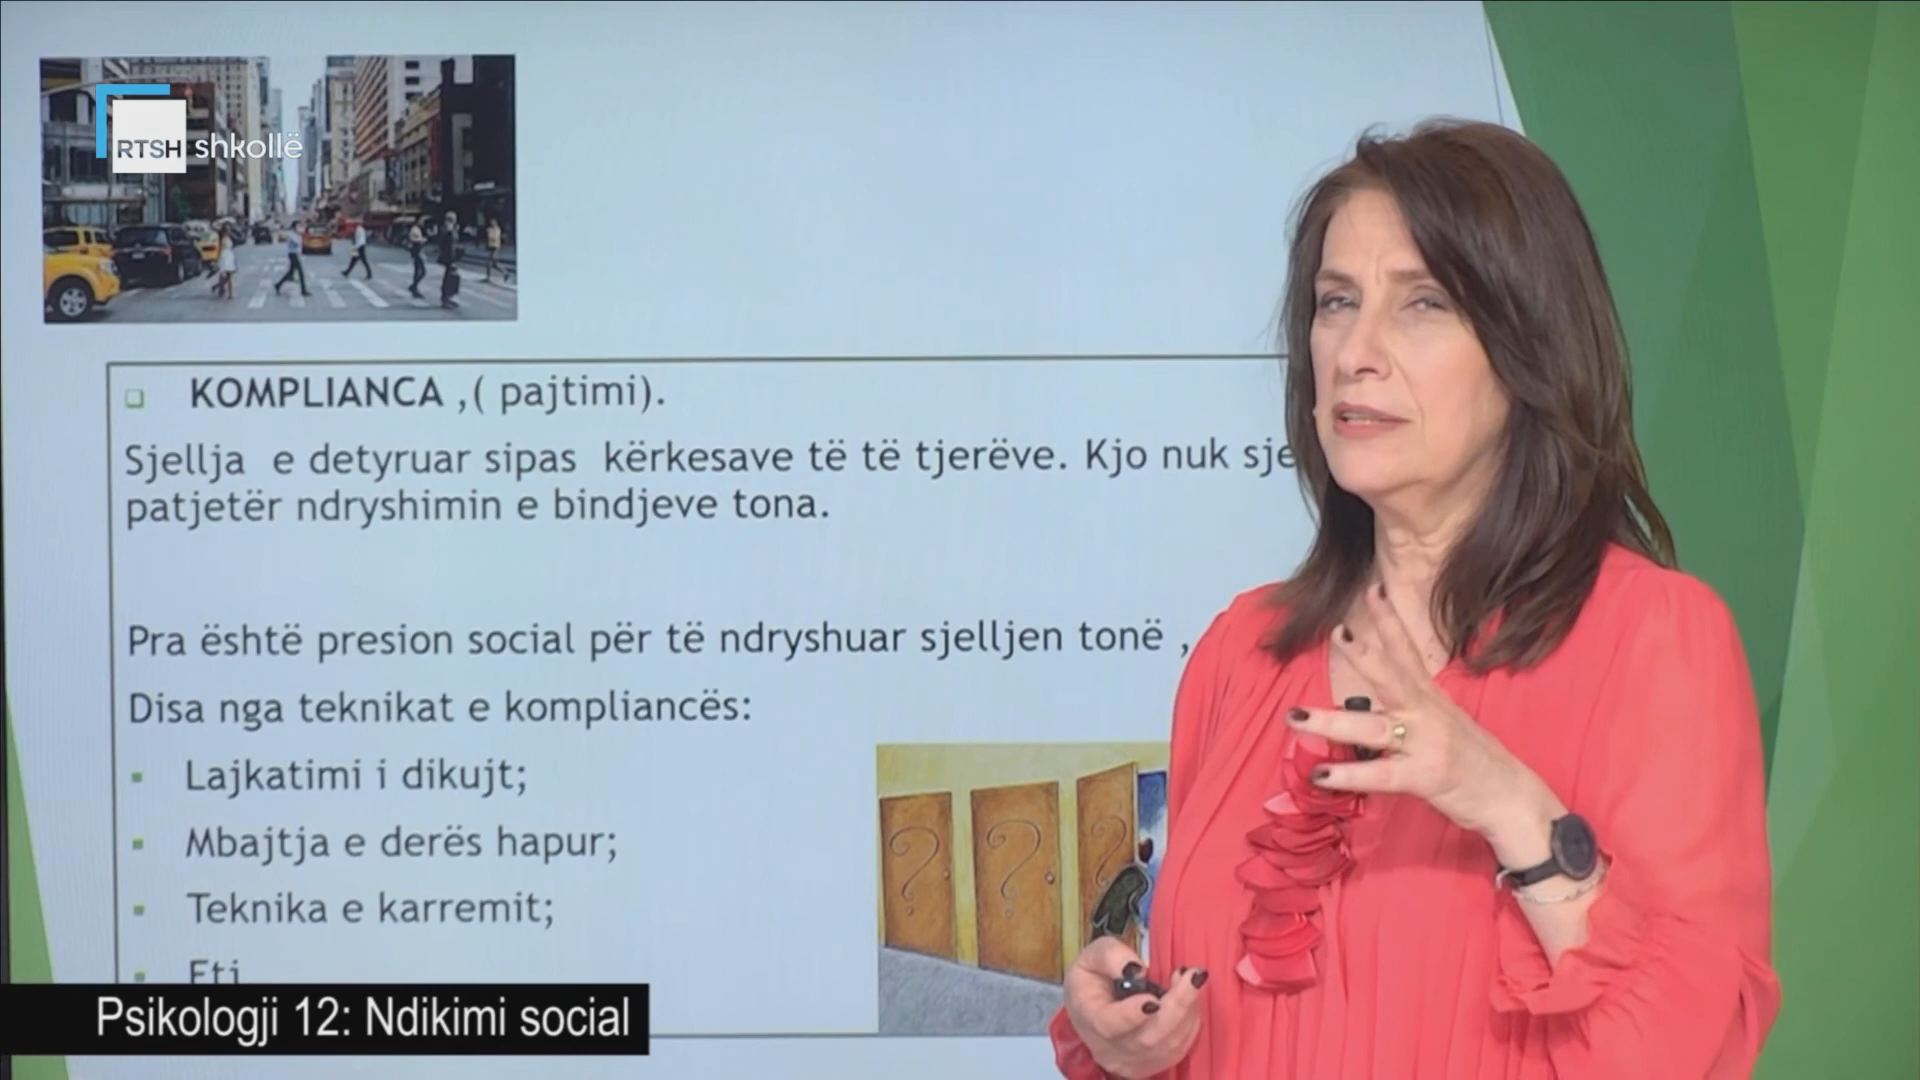 RTSH shkollë
KOMPLIANCA ,( pajtimi).
Sjellja e detyruar sipas kërkesave të të tjerëve. Kjo nuk
patjetër ndryshimin e bindjeve tona.
Pra është presion social për të ndryshuar sjelljen tonë ,
Disa nga teknikat e kompliancës:
Lajkatimi i dikujt;
Mbajtja e derës hapur;
Teknika e karremit;
Psikologji 12: Ndikimi social